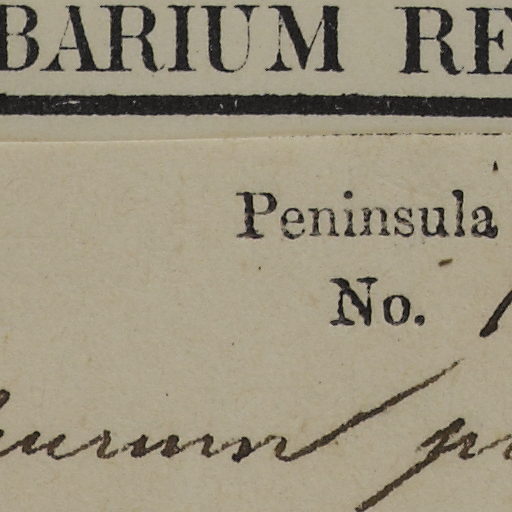 BARIUM RE
Peninsula
No.